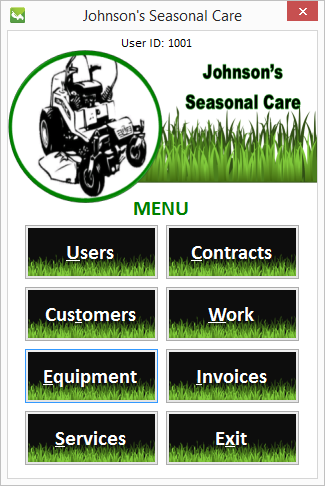 Johnson's Seasonal Care
User ID: 1001
Johnson's
Seasonal Care
MENU
Users
Contracts
Customers
Work
Equipment
Invoices
Services
Exit